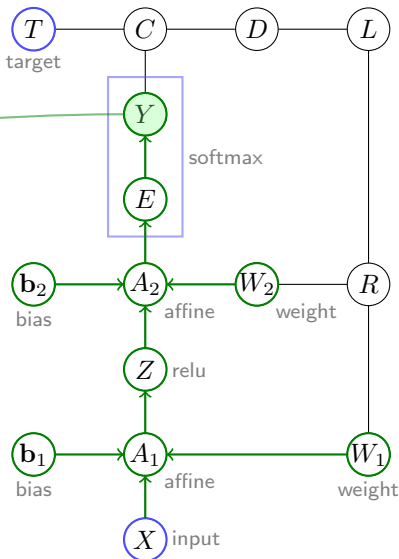 T C D L
target
Y
softmax
E
b₂ A₂ W₂ R
bias affine weight
Z relu
b₁ A₁ W₁
bias affine weight
X input